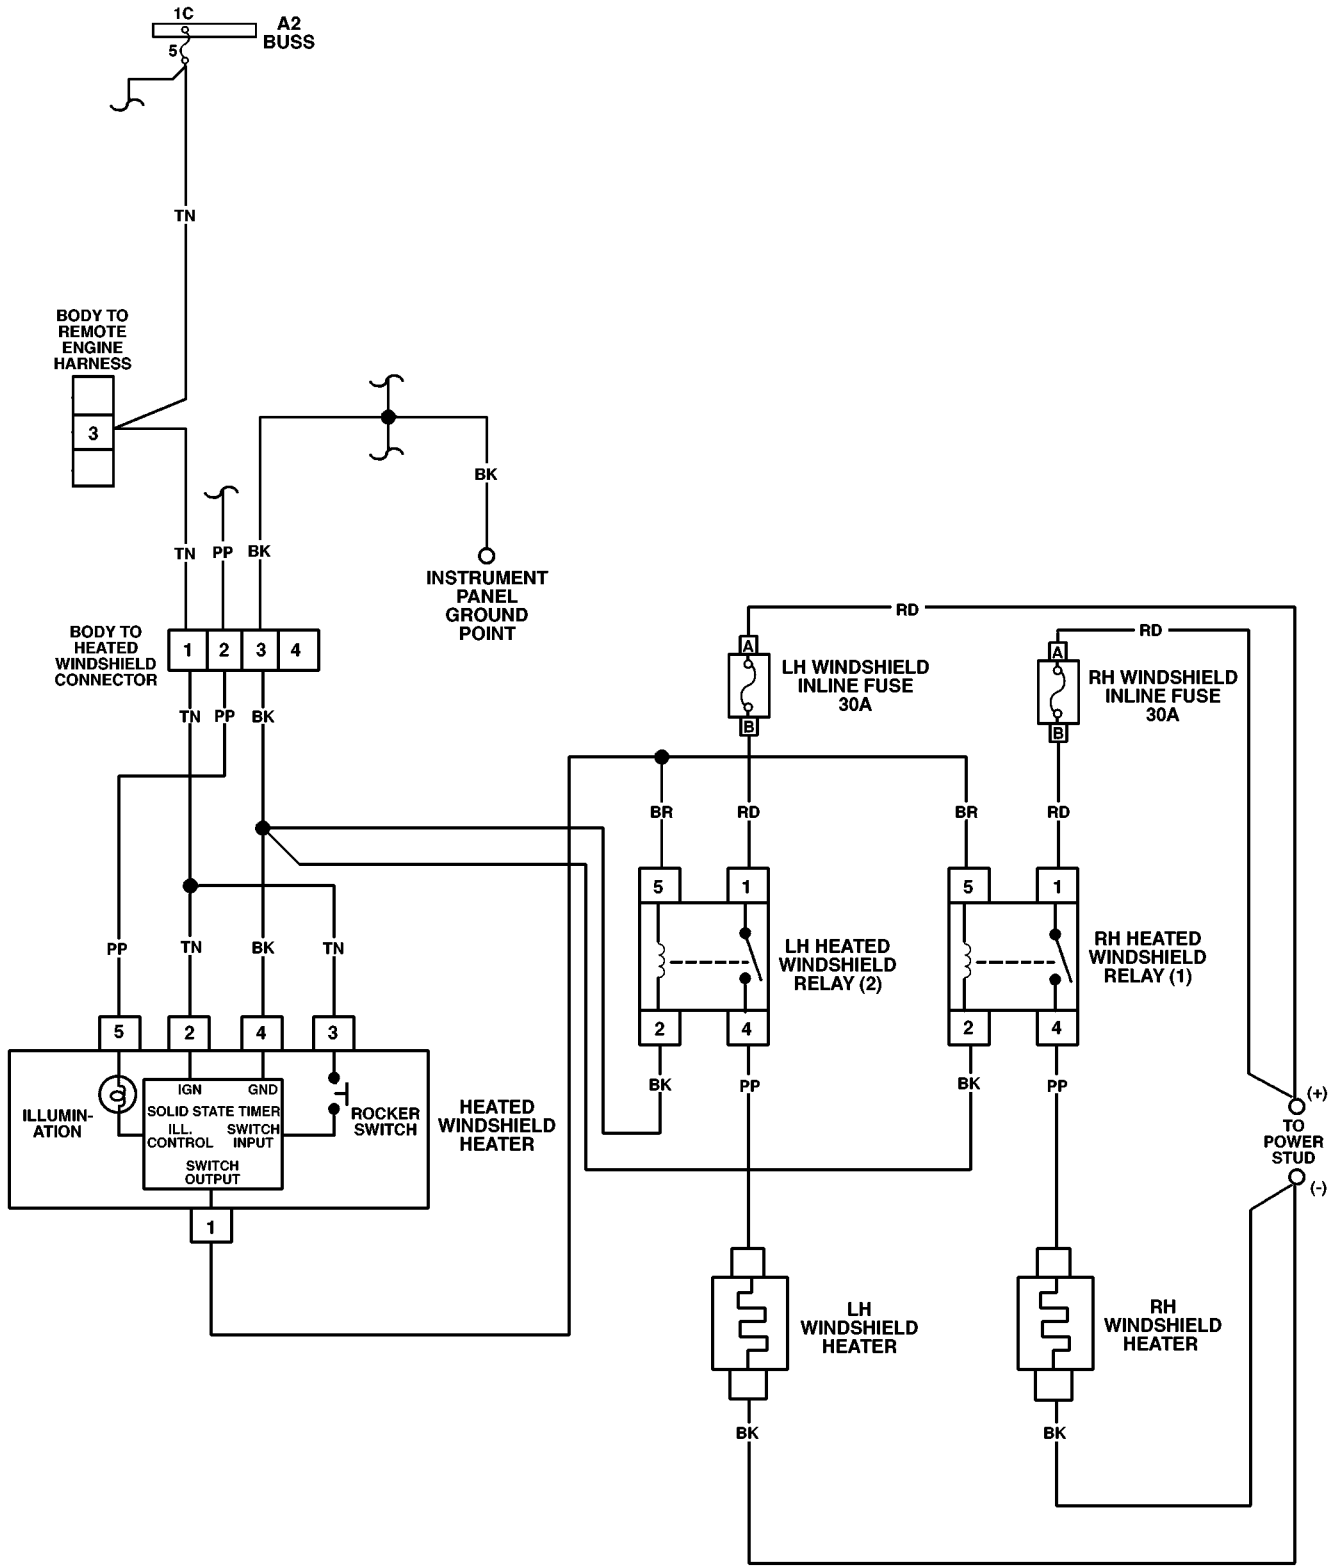 1C
A2
BUSS
5
TN
BODY TO
REMOTE
ENGINE
HARNESS
3
BK
TN
PP
BK
INSTRUMENT
PANEL
GROUND
POINT
BODY TO
HEATED
WINDSHIELD
CONNECTOR
1
2
3
4
TN
PP
BK
RD
RD
A
LH WINDSHIELD
INLINE FUSE
30A
B
A
RH WINDSHIELD
INLINE FUSE
30A
B
BR
RD
BR
RD
5
1
LH HEATED
WINDSHIELD
RELAY (2)
2
4
5
1
RH HEATED
WINDSHIELD
RELAY (1)
2
4
PP
TN
BK
TN
5
2
4
3
ILLUMIN-
ATION
IGN
GND
SOLID STATE TIMER
ILL.
CONTROL
SWITCH
INPUT
SWITCH
OUTPUT
ROCKER
SWITCH
HEATED
WINDSHIELD
HEATER
1
BK
PP
BK
PP
(+)
TO
POWER
STUD
(-)
LH
WINDSHIELD
HEATER
RH
WINDSHIELD
HEATER
BK
BK